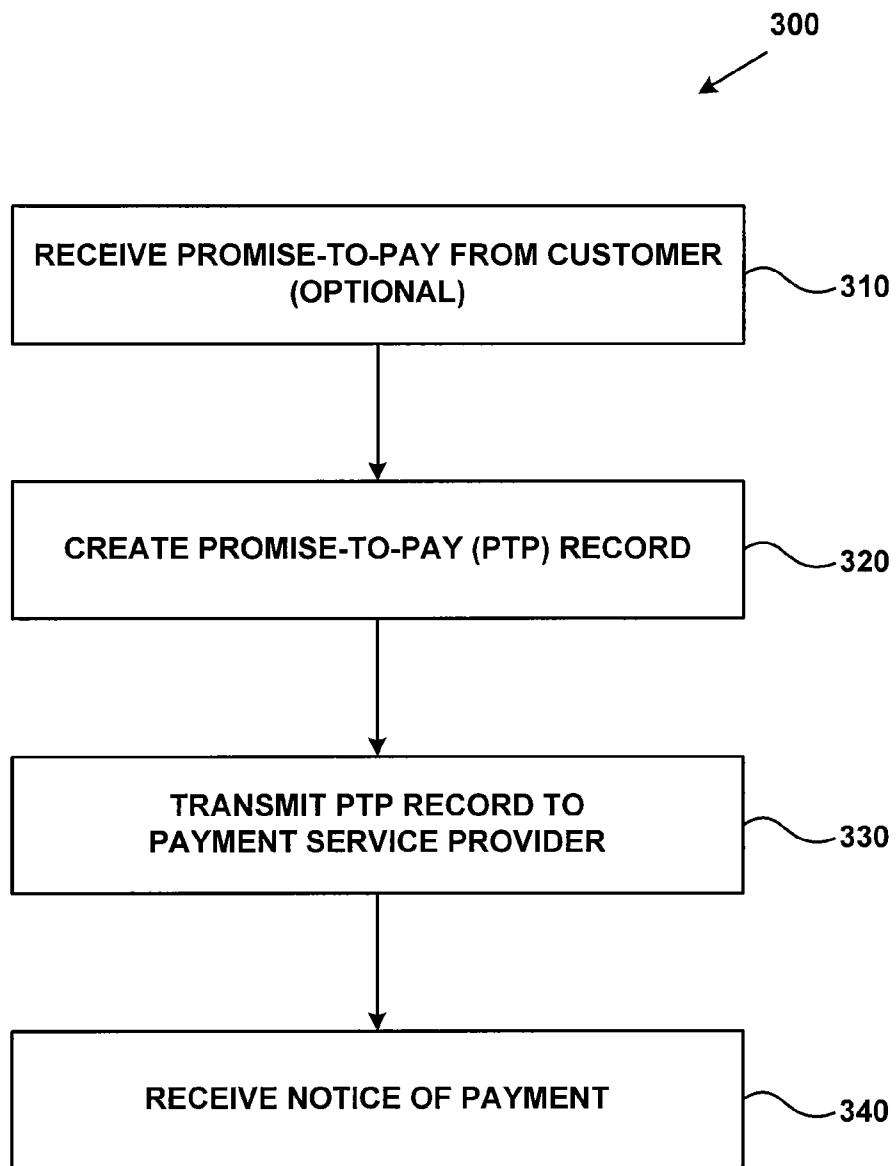 300
RECEIVE PROMISE-TO-PAY FROM CUSTOMER
(OPTIONAL)
310
CREATE PROMISE-TO-PAY (PTP) RECORD
320
TRANSMIT PTP RECORD TO
PAYMENT SERVICE PROVIDER
330
RECEIVE NOTICE OF PAYMENT
340